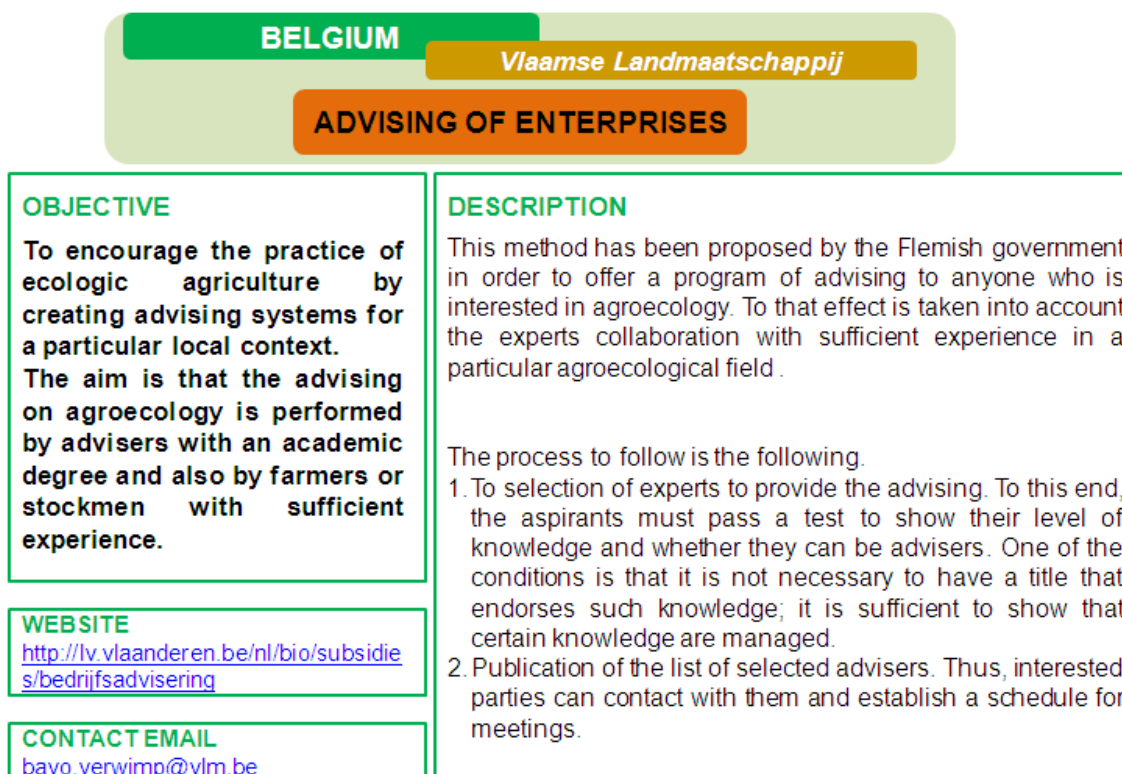 BELGIUM
Vlaamse Landmaatschappij
ADVISING OF ENTERPRISES
OBJECTIVE
To encourage the practice of
ecologic agriculture by
creating advising systems for
a particular local context.
The aim is that the advising
on agroecology is performed
by advisers with an academic
degree and also by farmers or
stockmen with sufficient
experience.
WEBSITE
http://lv.vlaanderen.be/nl/bio/subsidie
s/bedrijfsadvisering
CONTACT EMAIL
bavo.verwimp@vlm.be
DESCRIPTION
This method has been proposed by the Flemish government
in order to offer a program of advising to anyone who is
interested in agroecology. To that effect is taken into account
the experts collaboration with sufficient experience in a
particular agroecological field .
The process to follow is the following.
1. To selection of experts to provide the advising. To this end,
the aspirants must pass a test to show their level of
knowledge and whether they can be advisers. One of the
conditions is that it is not necessary to have a title that
endorses such knowledge; it is sufficient to show that
certain knowledge are managed.
2. Publication of the list of selected advisers. Thus, interested
parties can contact with them and establish a schedule for
meetings.